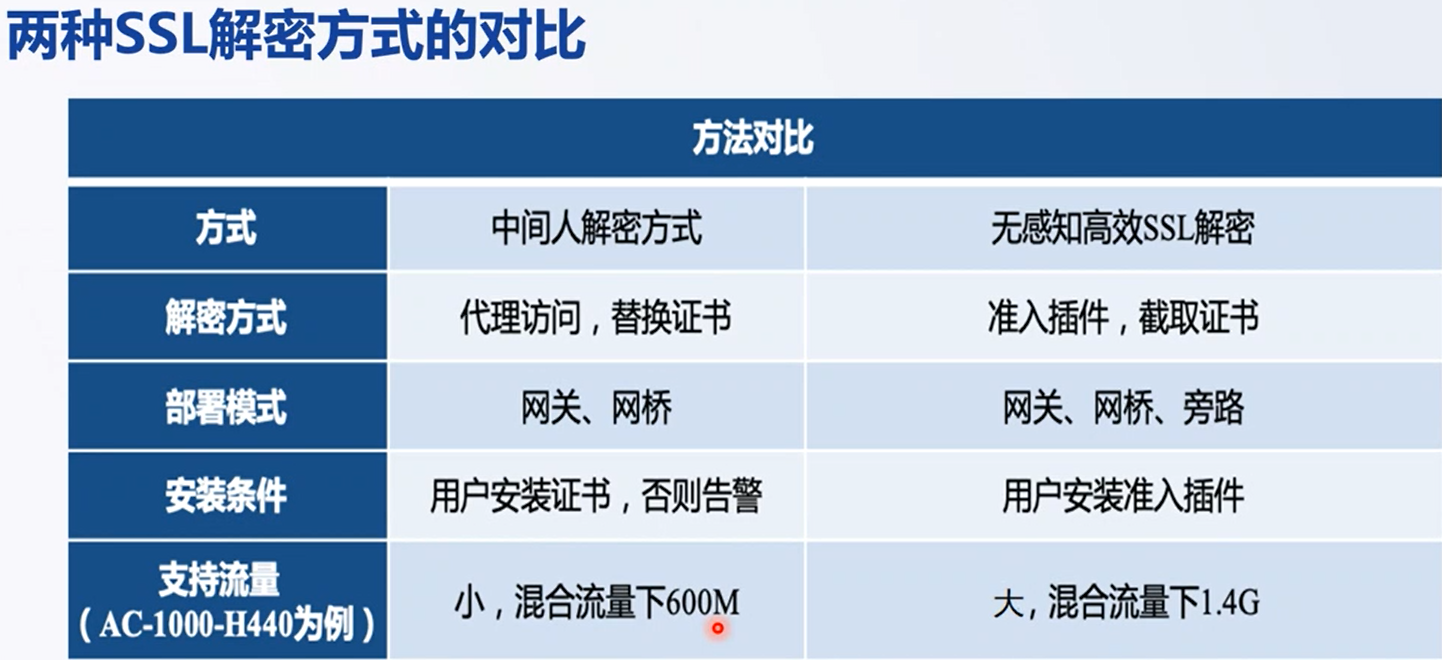 两种SSL解密方式的对比
方法对比
方式 中间人解密方式 无感知高效SSL解密
解密方式 代理访问，替换证书 准入插件，截取证书
部署模式 网关、网桥 网关、网桥、旁路
安装条件 用户安装证书，否则告警 用户安装准入插件
支持流量
（AC-1000-H440为例） 小，混合流量下600M 大，混合流量下1.4G